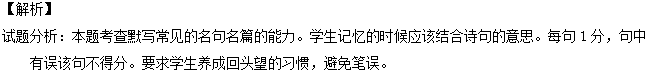 【解析】
试题分析：本题考查默写常见的名句名篇的能力。学生记忆的时候应该结合诗句的意思。每句 1 分，句中
有误该句不得分。要求学生养成回头望的习惯，避免笔误。